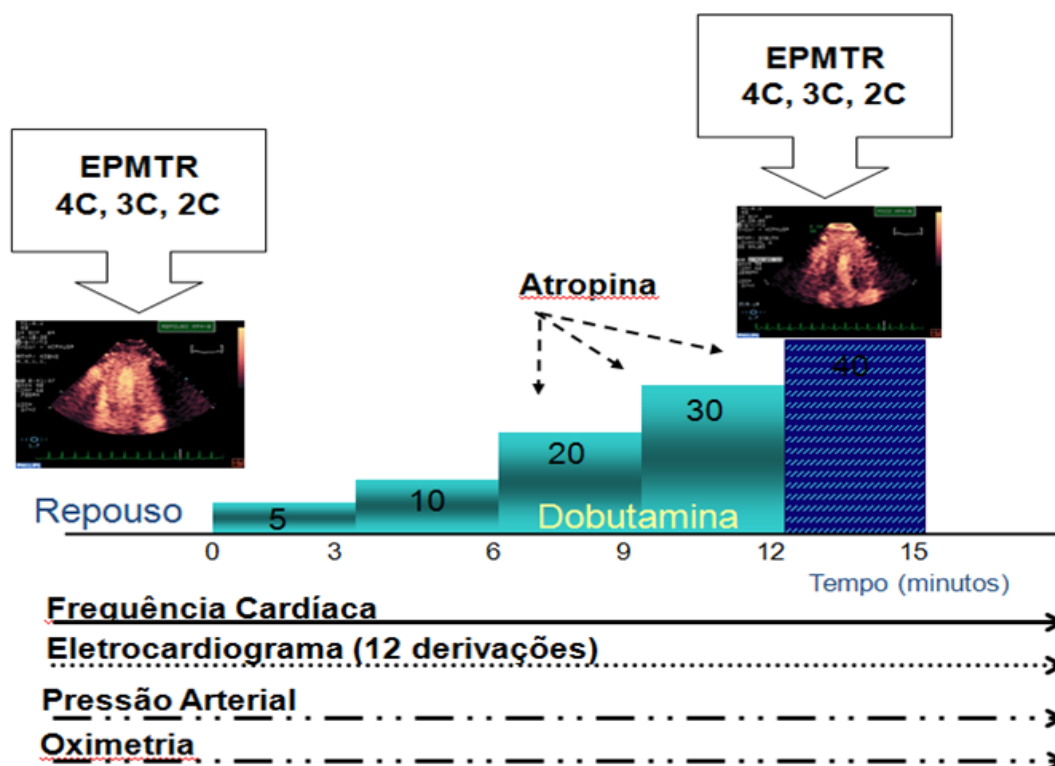 EPMTR
4C, 3C, 2C
EPMTR
4C, 3C, 2C
Atropina
40
30
20
10
5
Repouso
Dobutamina
0 3 6 9 12 15
Tempo (minutos)
Frequência Cardíaca
Eletrocardiograma (12 derivações)
Pressão Arterial
Oximetria